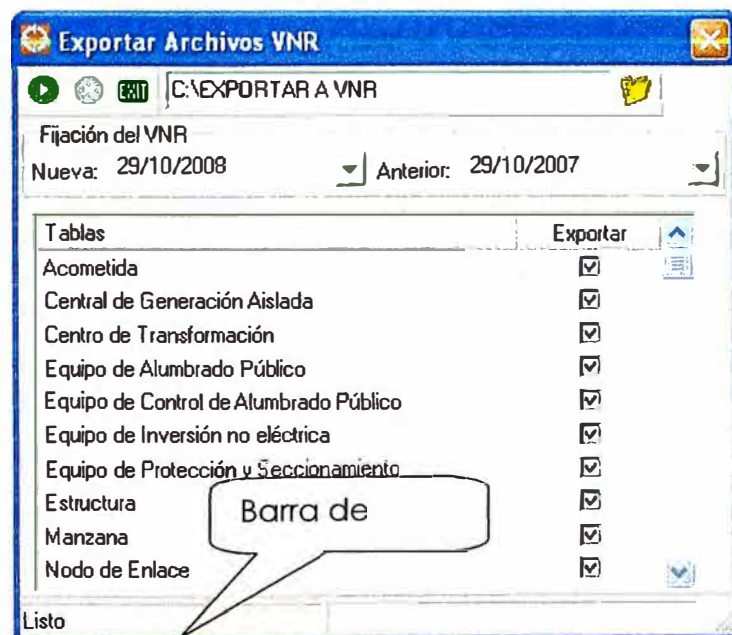 Exportar Archivos VNR
EXIT C:\EXPORTAR A VNR
Fijación del VNR
Nueva: 29/10/2008 Anterior: 29/10/2007
Tablas Exportar
Acometida
Central de Generación Aislada
Centro de Transformación
Equipo de Alumbrado Público
Equipo de Control de Alumbrado Público
Equipo de Inversión no eléctrica
Equipo de Protección y Seccionamiento
Estructura
Barra de
Manzana
Nodo de Enlace
Listo